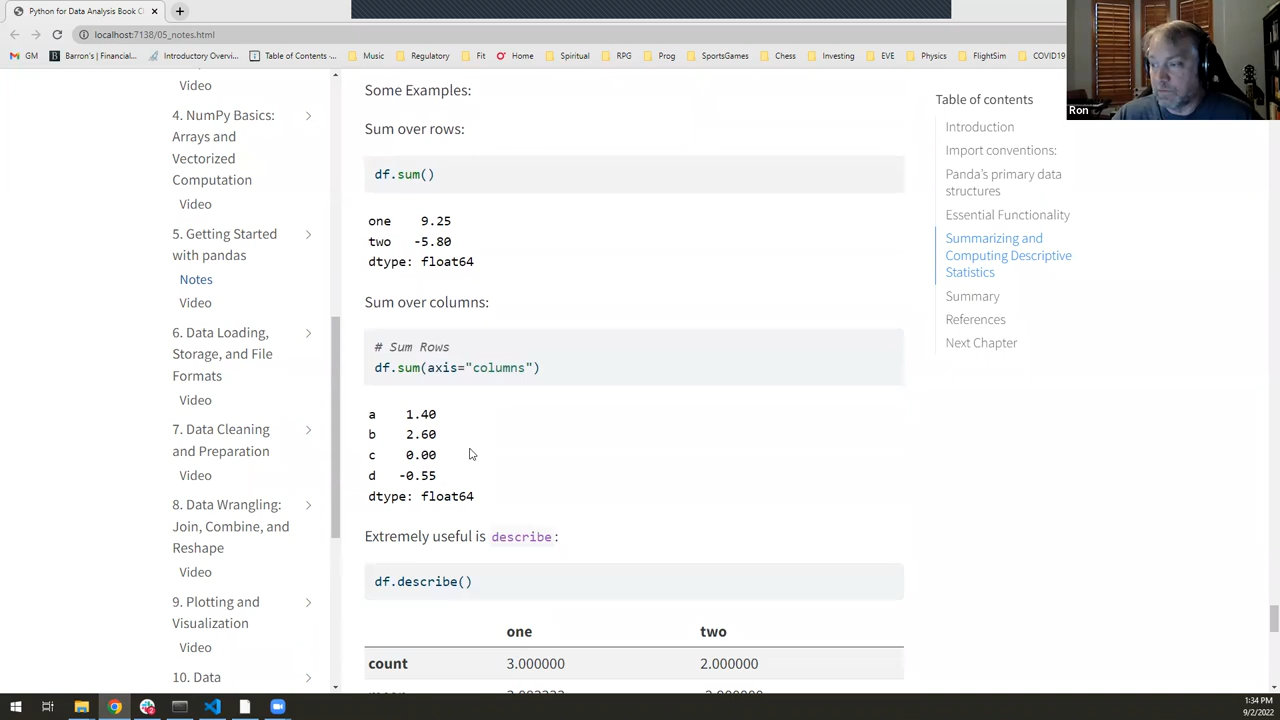 Python for Data Analysis Book Cl
localhost:7138/05_notes.html
GM
Barron's | Financial...
Introductory
Table of Conte...
Music
Home
RPG
SportsGames
Chess
EVE
Physics
FlightSim
COVID19
Ron
Video
4. NumPy Basics:
Arrays and
Vectorized
Computation
Video
5. Getting Started
with pandas
Notes
Video
6. Data Loading,
Storage, and File
Formats
Video
7. Data Cleaning
and Preparation
Video
8. Data Wrangling:
Join, Combine, and
Reshape
Video
9. Plotting and
Visualization
Video
10. Data
Some Examples:
Sum over rows:
df.sum()
one 9.25
two -5.80
dtype: float64
Sum over columns:
# Sum Rows
df.sum(axis="columns")
a 1.40
b 2.60
c 0.00
d -0.55
dtype: float64
Extremely useful is describe:
df.describe()
one two
count 3.000000 2.000000
Table of contents
Introduction
Import conventions:
Panda's primary data
structures
Essential Functionality
Summarizing and
Computing Descriptive
Statistics
Summary
References
Next Chapter
1:34 PM
9/2/2022